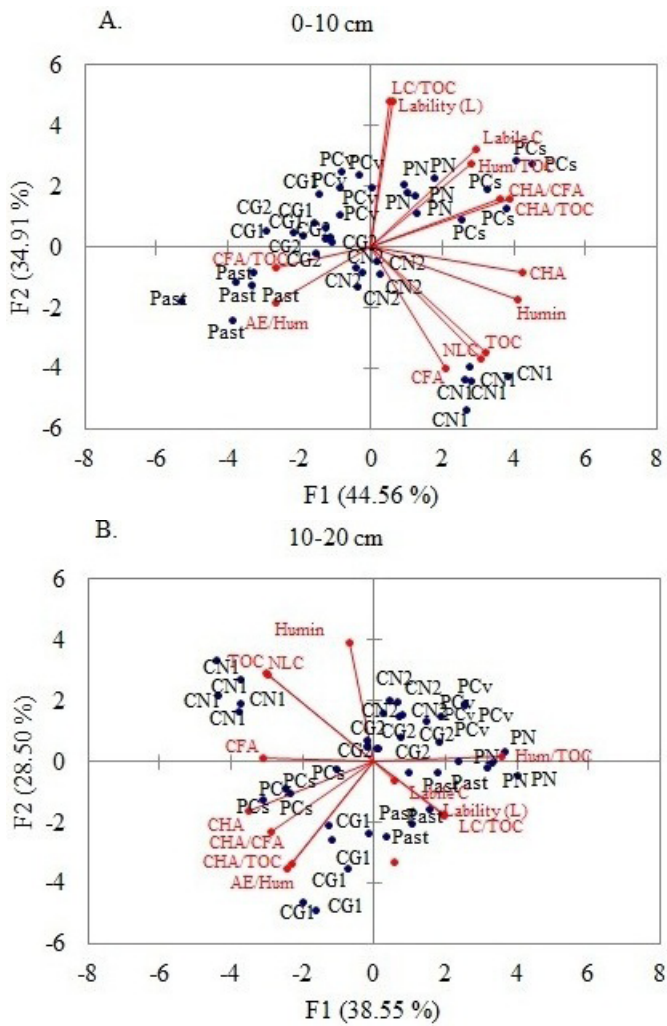 A.
0-10 cm
6
LC/TOC
Lability (L)
4
Labile C
PCv PCv PN PN PCs
Hum/TOC PCs
CG1 PCv PN
2
CHA/CFA
CG2 CG1 PCv PN PN PCs
CHA/TOC
CG1 PCs
0
CG2 CG2
CFA/TOC CG2 CN2
CHA
Past Past Past Past CN2 CN2
-2
Past AE/Hum
Humin
NLC TOC
-4
CFA
CN1 CN1 CN1
CN1
-6
-8 -6 -4 -2 0 2 4 6 8
F1 (44.56 %)
F2 (34.91 %)
B.
10-20 cm
6
4
Humin
TOC NLC
CN1
CN1 CN2 CN2 PCv
CN1 CN1
2
CN2 PCv PCv
CG2
CFA CG2 CG2 PN
Hum/TOC
0
PCs PCs Past Past PN PN
PCs PCs
Labile C
CHA
Past
Lability (L)
-2
CHA/CFA
CG1 Past
LC/TOC
CHA/TOC
CG1
AE/Hum
-4
CG1 CG1
-6
-8 -6 -4 -2 0 2 4 6 8
F1 (38.55 %)
F2 (28.50 %)